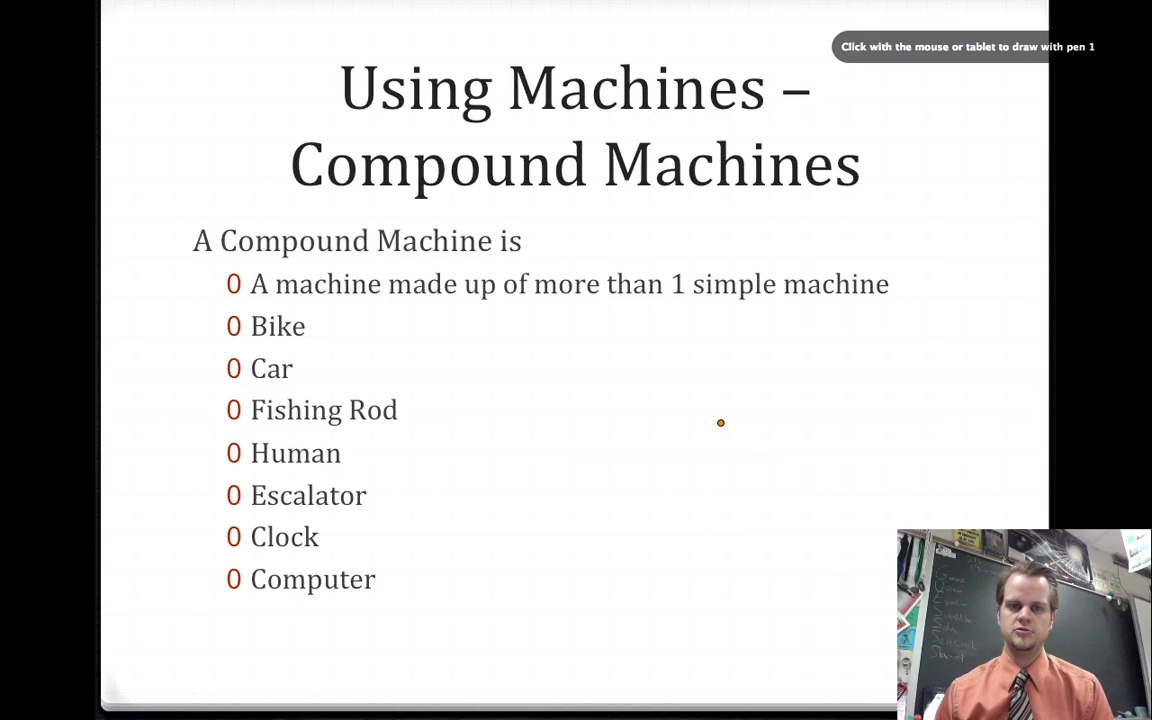 Click with the mouse or tablet to draw with pen 1
Using Machines –
Compound Machines
A Compound Machine is
0 A machine made up of more than 1 simple machine
0 Bike
0 Car
0 Fishing Rod
0 Human
0 Escalator
0 Clock
0 Computer